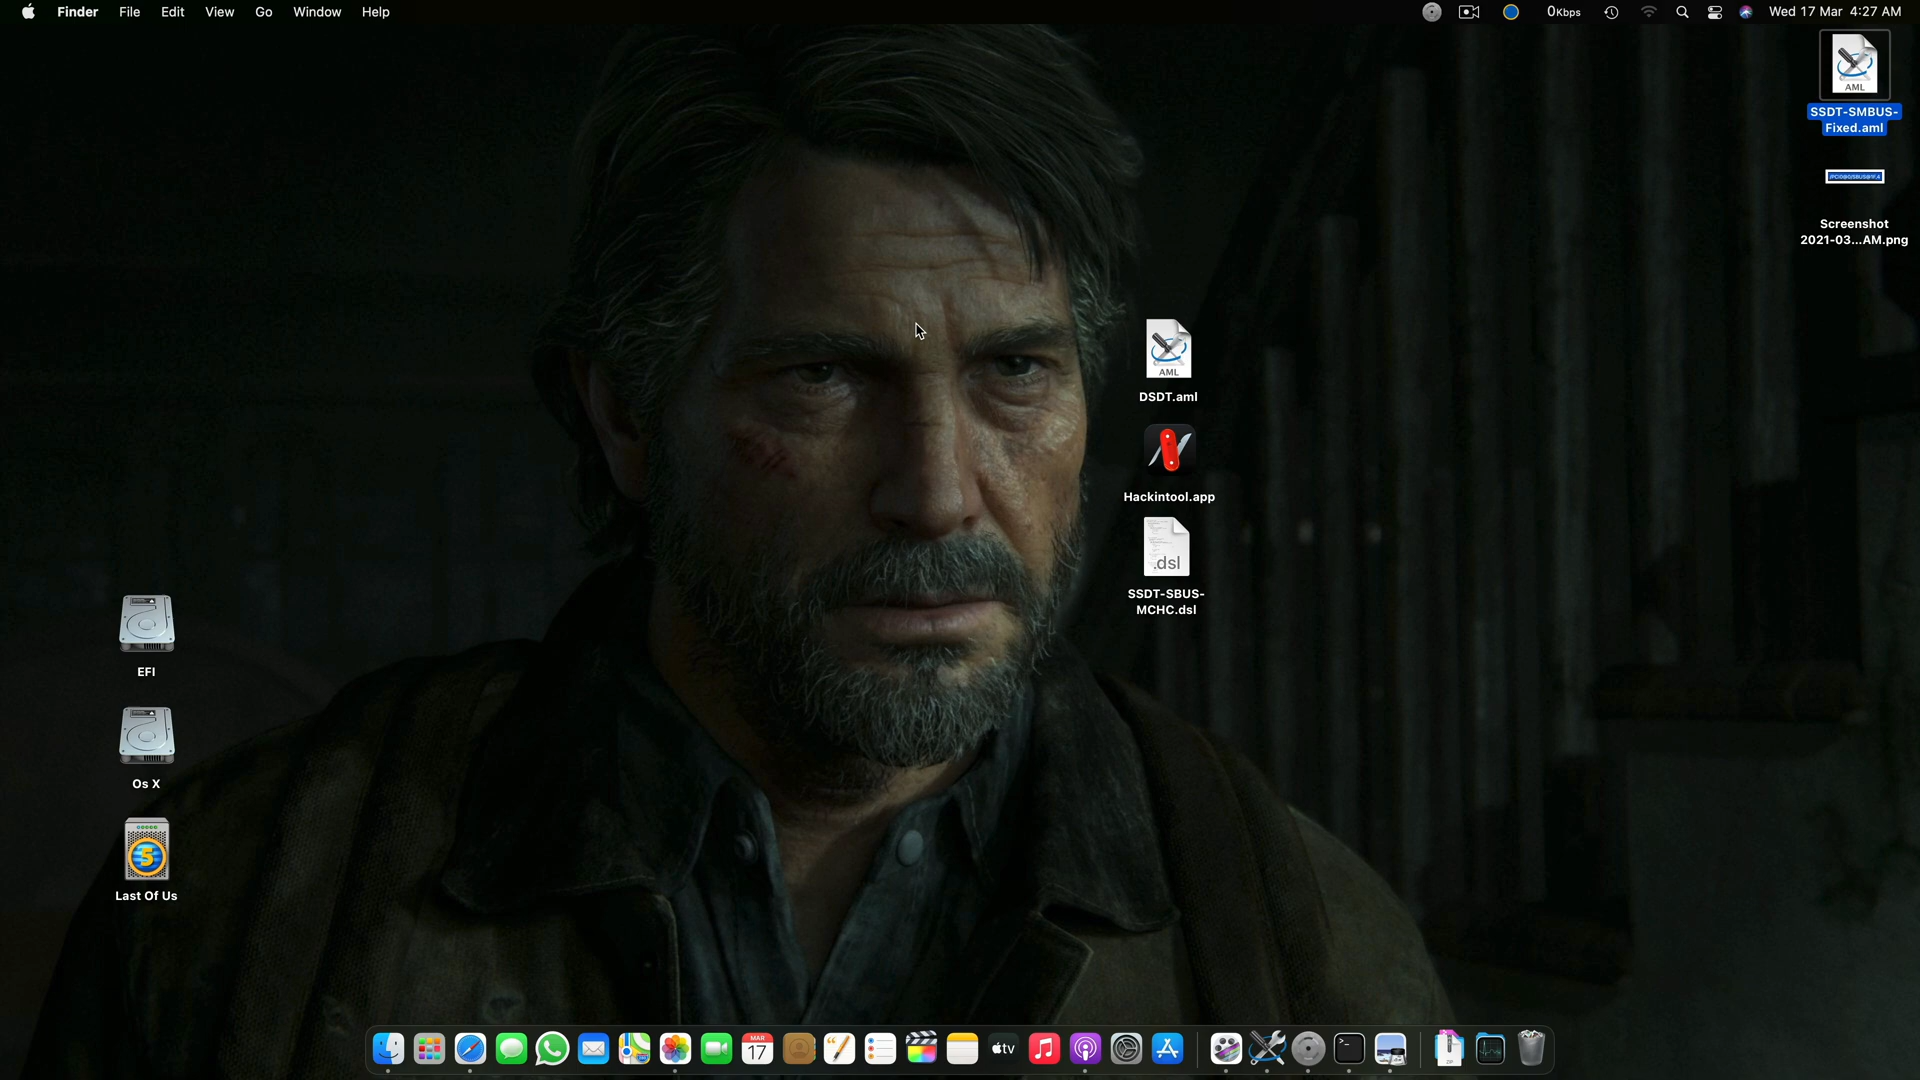 Finder File Edit View Go Window Help
0Kbps
Wed 17 Mar 4:27 AM
AML
SSDT-SMBUS-
Fixed.aml
Screenshot
2021-03...AM.png
AML
DSDT.aml
Hackintool.app
.dsl
SSDT-SBUS-
MCHC.dsl
EFI
Os X
5
Last Of Us
MAR
17
tv
>_
ZIP